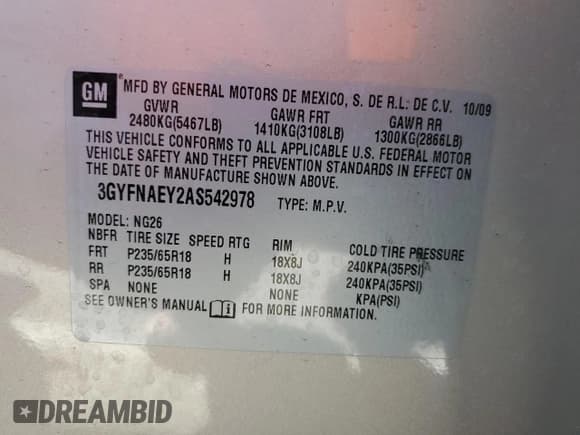 GM
MFD BY GENERAL MOTORS DE MEXICO, S. DE R.L. DE C.V. 10/09
GVWR GAWR FRT GAWR RR
2480KG(5467LB) 1410KG(3108LB) 1300KG(2866LB)
THIS VEHICLE CONFORMS TO ALL APPLICABLE U.S. FEDERAL MOTOR
VEHICLE SAFETY AND THEFT PREVENTION STANDARDS IN EFFECT ON
THE DATE OF MANUFACTURE SHOWN ABOVE.
3GYFNAEY2AS542978 TYPE: M.P.V.
MODEL: NG26
NBFR TIRE SIZE SPEED RTG RIM COLD TIRE PRESSURE
FRT P235/65R18 H 18X8J 240KPA(35PSI)
RR P235/65R18 H 18X8J 240KPA(35PSI)
SPA NONE NONE KPA(PSI)
SEE OWNER'S MANUAL FOR MORE INFORMATION.
DREAMBID